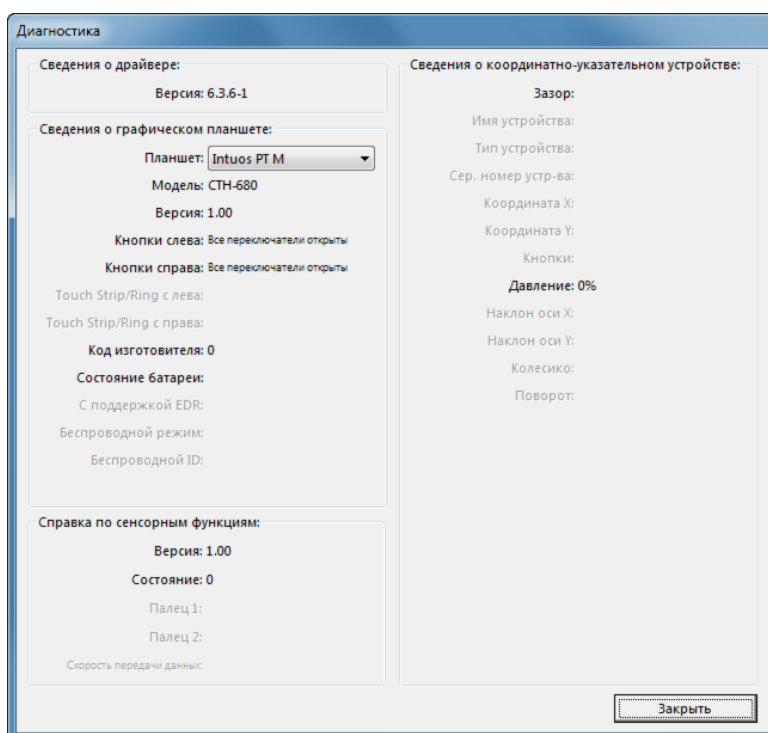 Диагностика
Сведения о драйвере:
Версия: 6.3.6-1
Сведения о графическом планшете:
Планшет: Intuos PT M
Модель: CTH-680
Версия: 1.00
Кнопки слева: Все переключатели открыты
Кнопки справа: Все переключатели открыты
Touch Strip/Ring с лева:
Touch Strip/Ring с права:
Код изготовителя: 0
Состояние батареи:
С поддержкой EDR:
Беспроводной режим:
Беспроводной ID:
Справка по сенсорным функциям:
Версия: 1.00
Состояние: 0
Палец 1:
Палец 2:
Скорость передачи данных:
Сведения о координатно-указательном устройстве:
Зазор:
Имя устройства:
Тип устройства:
Сер. номер устр-ва:
Координата X:
Координата Y:
Кнопки:
Давление: 0%
Наклон оси X:
Наклон оси Y:
Колесико:
Поворот:
Закрыть